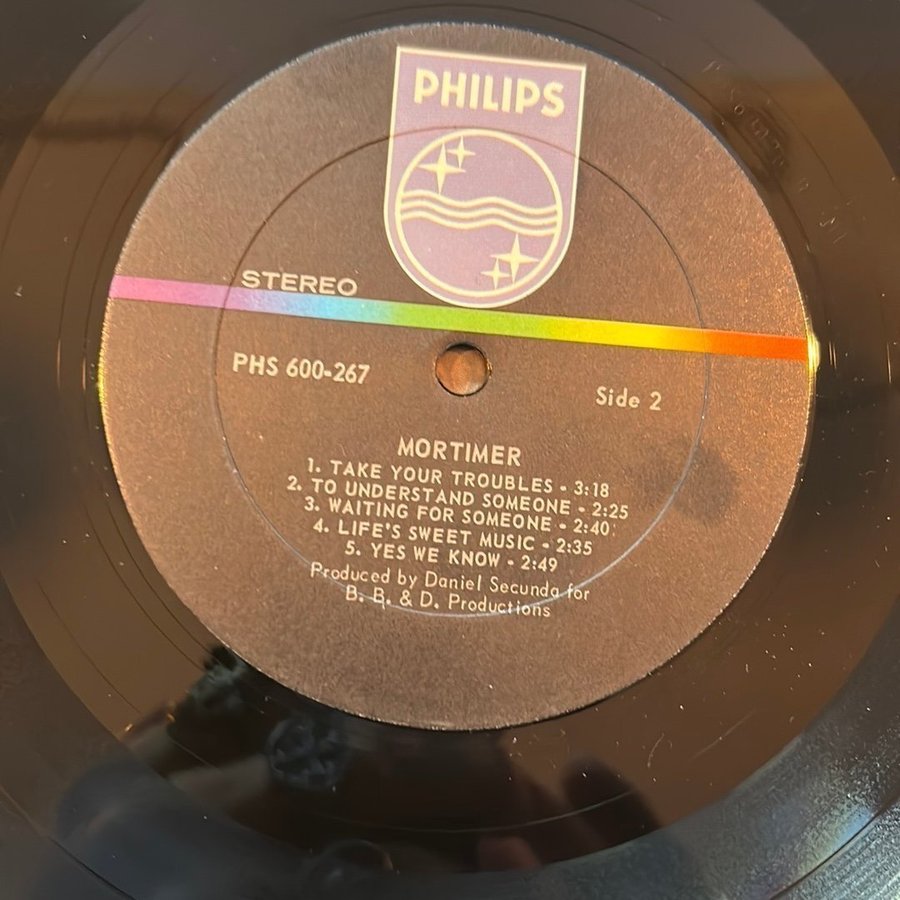 PHILIPS
STEREO
PHS 600-267
Side 2
MORTIMER
1. TAKE YOUR TROUBLES - 3:18
2. TO UNDERSTAND SOMEONE - 2:25
3. WAITING FOR SOMEONE - 2:40
4. LIFE'S SWEET MUSIC - 2:35
5. YES WE KNOW - 2:49
Produced by Daniel Secunda for
B. B. & D. Productions